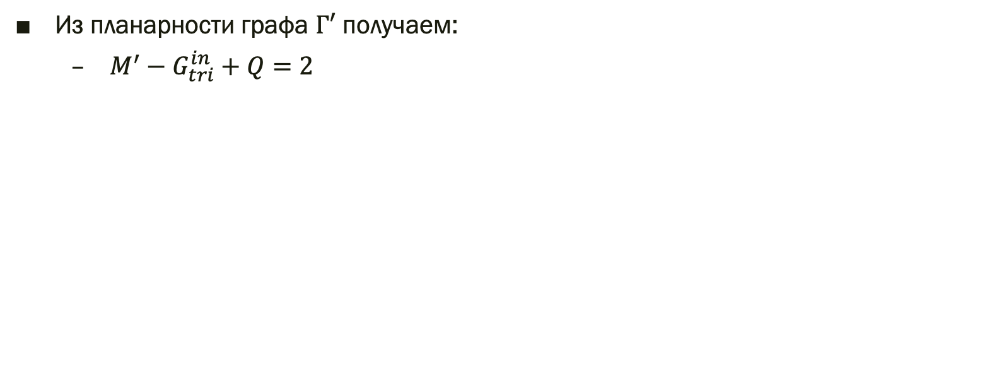 ■ Из планарности графа Γ′ получаем:
– $M' - G_{tri}^{in} + Q = 2$